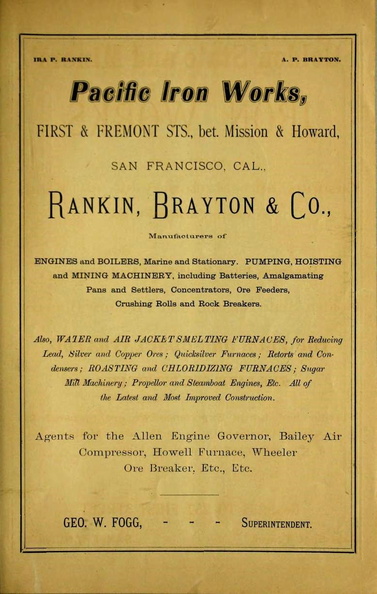 IRA P. RANKIN. A. P. BRAYTON.
Pacific Iron Works,
FIRST & FREMONT STS., bet. Mission & Howard,
SAN FRANCISCO, CAL.,
RANKIN, BRAYTON & CO.,
Manufacturers of
ENGINES and BOILERS, Marine and Stationary. PUMPING, HOISTING
and MINING MACHINERY, including Batteries, Amalgamating
Pans and Settlers, Concentrators, Ore Feeders,
Crushing Rolls and Rock Breakers.
Also, WATER and AIR JACKET SMELTING FURNACES, for Reducing
Lead, Silver and Copper Ores; Quicksilver Furnaces; Retorts and Con-
densers; ROASTING and CHLORIDIZING FURNACES; Sugar
Mill Machinery; Propellor and Steamboat Engines, Etc. All of
the Latest and Most Improved Construction.
Agents for the Allen Engine Governor, Bailey Air
Compressor, Howell Furnace, Wheeler
Ore Breaker, Etc., Etc.
GEO. W. FOGG, - - - SUPERINTENDENT.